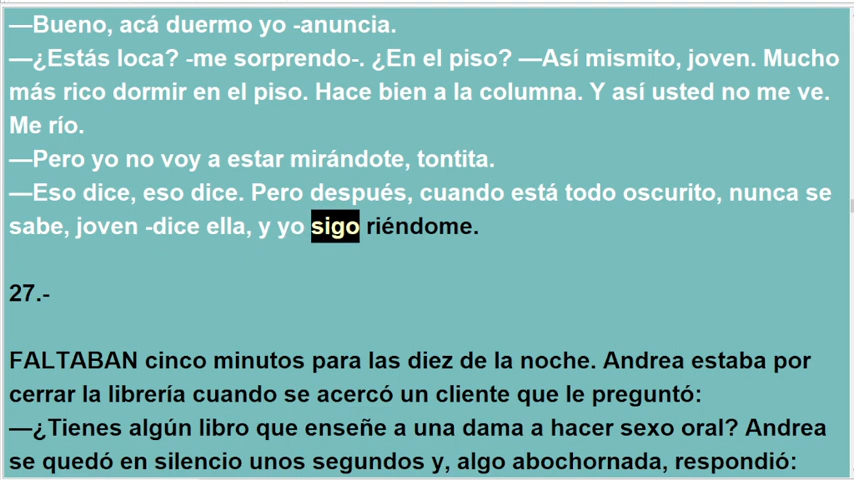 —Bueno, acá duermo yo -anuncia.
—¿Estás loca? -me sorprendo-. ¿En el piso? —Así mismito, joven. Mucho
más rico dormir en el piso. Hace bien a la columna. Y así usted no me ve.
Me río.
—Pero yo no voy a estar mirándote, tontita.
—Eso dice, eso dice. Pero después, cuando está todo oscurito, nunca se
sabe, joven -dice ella, y yo sigo riéndome.
27.-
FALTABAN cinco minutos para las diez de la noche. Andrea estaba por
cerrar la librería cuando se acercó un cliente que le preguntó:
—¿Tienes algún libro que enseñe a una dama a hacer sexo oral? Andrea
se quedó en silencio unos segundos y, algo abochornada, respondió: